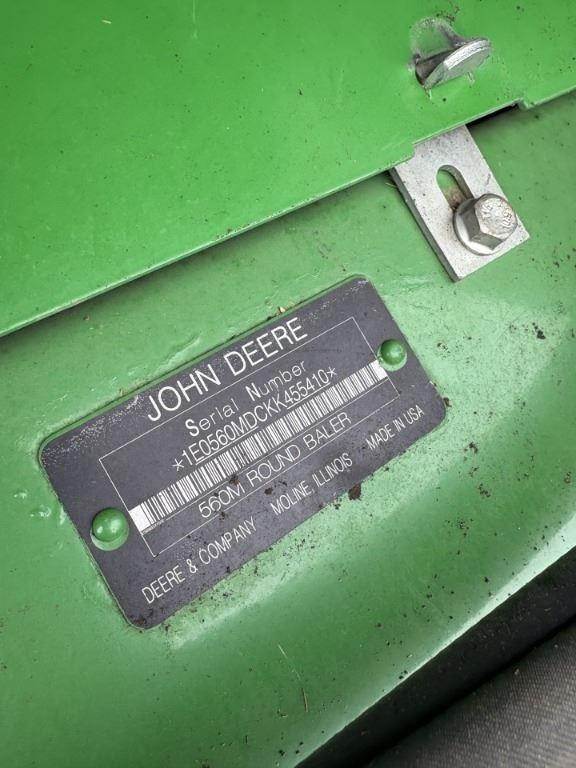 JOHN DEERE
Serial Number
*1E0560MDCKK455410*
560M ROUND BALER
DEERE & COMPANY MOLINE, ILLINOIS MADE IN USA